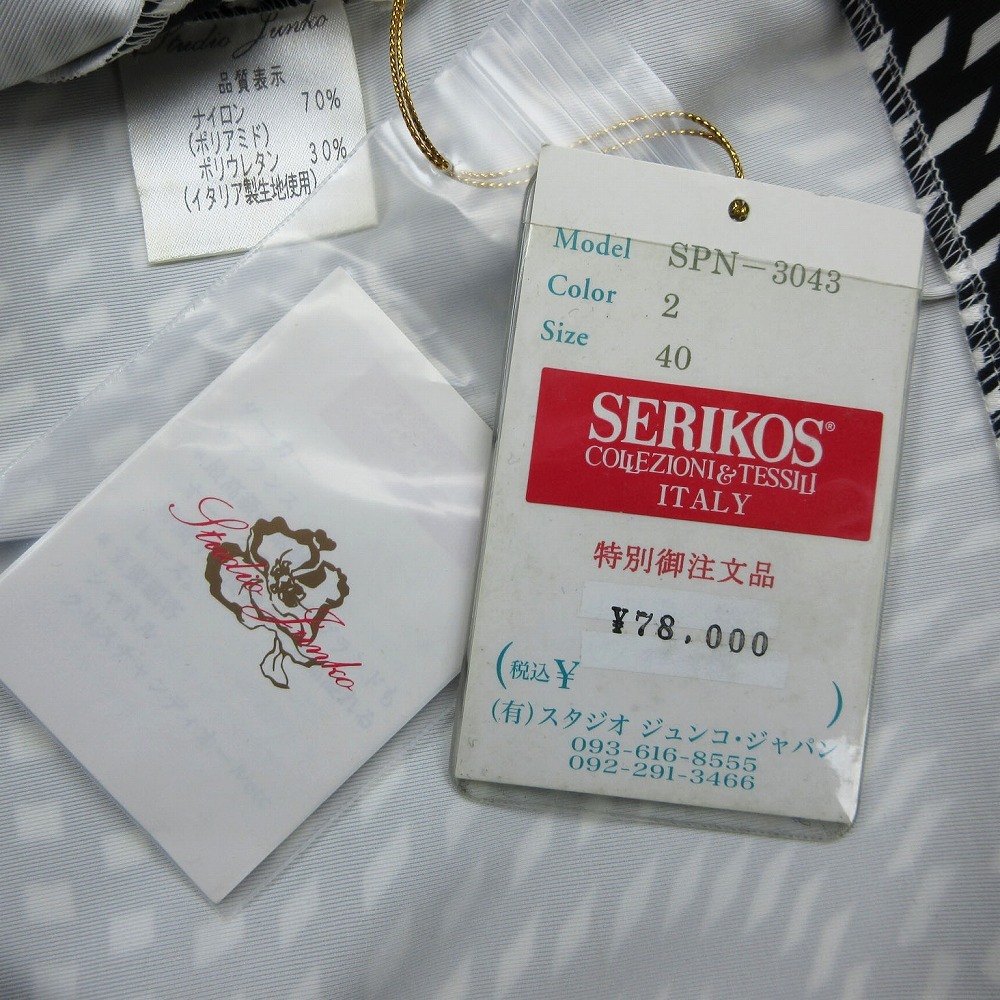 Studio Junko
品質表示
ナイロン 70%
(ポリアミド)
ポリウレタン 30%
(イタリア製生地使用)
Model SPN-3043
Color 2
Size 40
SERIKOS®
COLLEZIONI & TESSILI
ITALY
特別御注文品
¥78,000
(税込¥ )
(有)スタジオ ジュンコ・ジャパン
093-616-8555
092-291-3466
Studio Junko